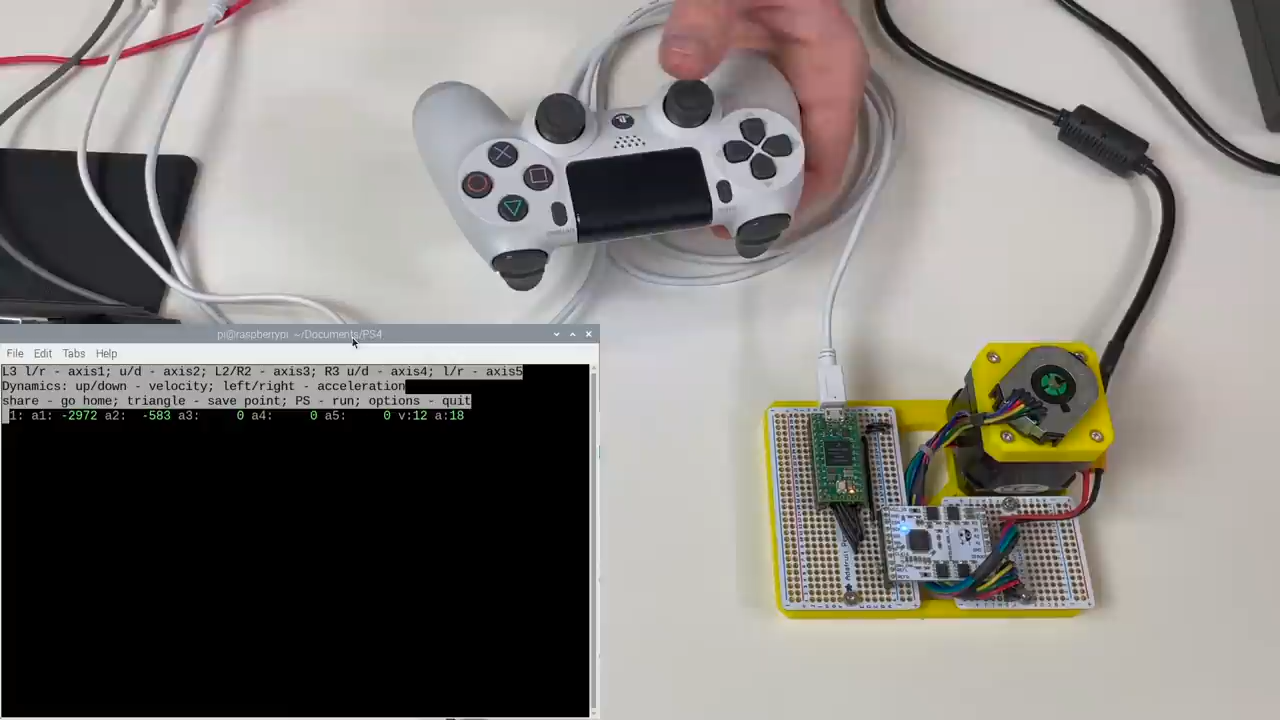 pi@raspberrypi: ~/Documents/PS4
File Edit Tabs Help
L3 l/r - axis1; u/d - axis2; L2/R2 - axis3; R3 u/d - axis4; l/r - axis5
Dynamics: up/down - velocity; left/right - acceleration
share - go home; triangle - save point; PS - run; options - quit
1: a1: -2972 a2: -583 a3: 0 a4: 0 a5: 0 v:12 a:18
Adafruit